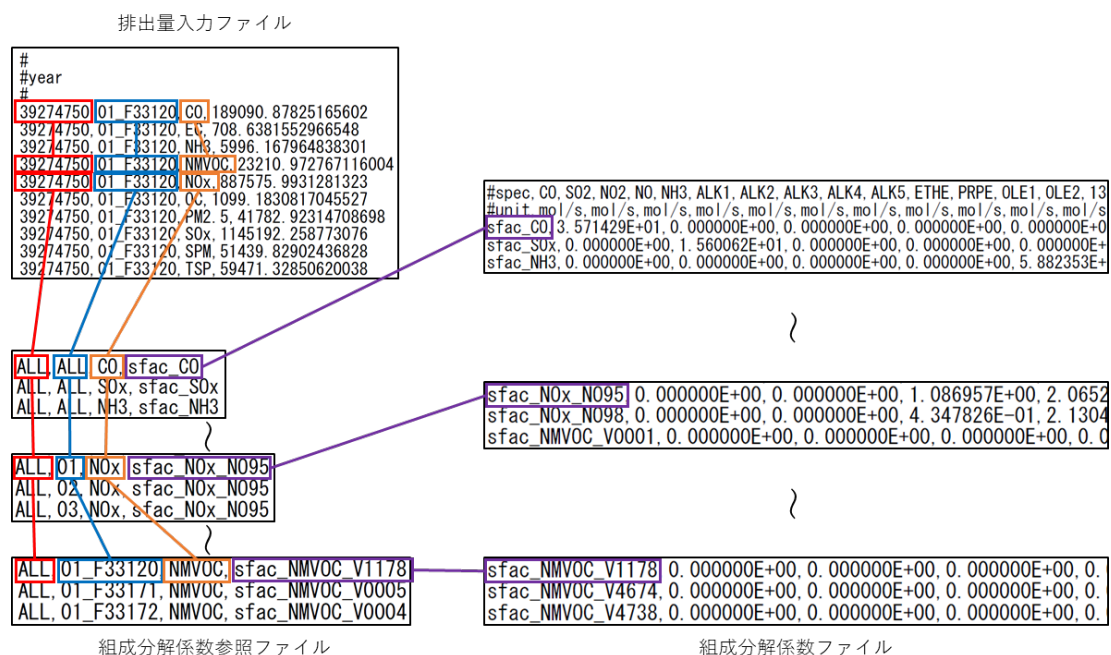 排出量入力ファイル
#
#year
#
39274750,01_F33120,CO,189090.87825165602
39274750,01_F33120,EC,708.6381552966548
39274750,01_F33120,NH3,5996.167964838301
39274750,01_F33120,NMVOC,23210.972767116004
39274750,01_F33120,NOx,887575.9931281323
39274750,01_F33120,OC,1099.1830817045527
39274750,01_F33120,PM2.5,41782.92314708698
39274750,01_F33120,SOx,1145192.258773076
39274750,01_F33120,SPM,51439.82902436828
39274750,01_F33120,TSP,59471.32850620038
#spec,CO,SO2,NO2,NO,NH3,ALK1,ALK2,ALK3,ALK4,ALK5,ETHE,PRPE,OLE1,OLE2,13
#unit,mol/s,mol/s,mol/s,mol/s,mol/s,mol/s,mol/s,mol/s,mol/s,mol/s,mol/s,m
sfac_CO,3.571429E+01,0.000000E+00,0.000000E+00,0.000000E+00,0.000000E+0
sfac_SOx,0.000000E+00,1.560062E+01,0.000000E+00,0.000000E+00,0.000000E+
sfac_NH3,0.000000E+00,0.000000E+00,0.000000E+00,0.000000E+00,5.882353E+
~
ALL,ALL,CO,sfac_CO
ALL,ALL,SOx,sfac_SOx
ALL,ALL,NH3,sfac_NH3
~
ALL,01,NOx,sfac_NOx_NO95
ALL,02,NOx,sfac_NOx_NO95
ALL,03,NOx,sfac_NOx_NO95
~
ALL,01_F33120,NMVOC,sfac_NMVOC_V1178
ALL,01_F33171,NMVOC,sfac_NMVOC_V0005
ALL,01_F33172,NMVOC,sfac_NMVOC_V0004
組成分解係数参照ファイル
sfac_NOx_NO95,0.000000E+00,0.000000E+00,1.086957E+00,2.0652
sfac_NOx_NO98,0.000000E+00,0.000000E+00,4.347826E-01,2.1304
sfac_NMVOC_V0001,0.000000E+00,0.000000E+00,0.000000E+00,0.0
~
sfac_NMVOC_V1178,0.000000E+00,0.000000E+00,0.000000E+00,0.
sfac_NMVOC_V4674,0.000000E+00,0.000000E+00,0.000000E+00,0.
sfac_NMVOC_V4738,0.000000E+00,0.000000E+00,0.000000E+00,0.
組成分解係数ファイル